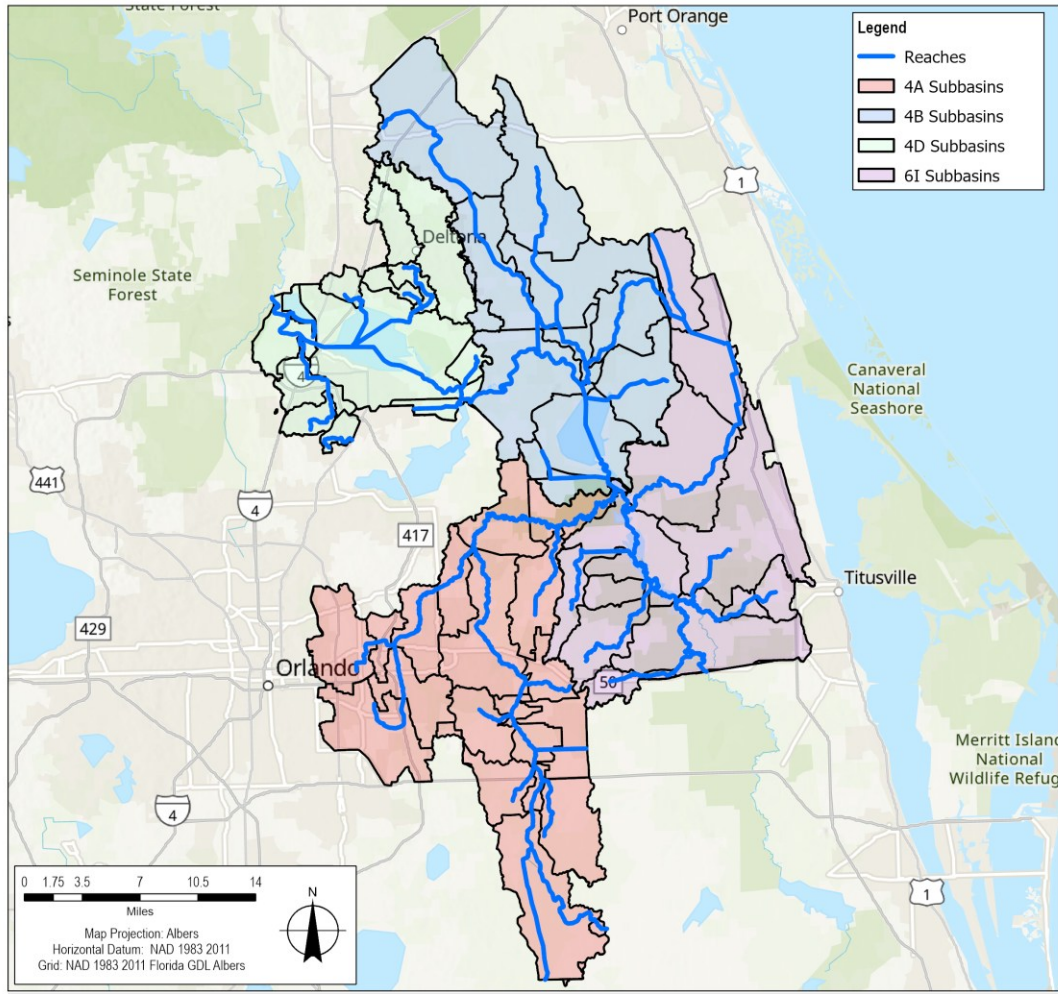 State Forest
Port Orange
Legend
Reaches
4A Subbasins
4B Subbasins
4D Subbasins
6I Subbasins
1
Deltona
Seminole State
Forest
4
Canaveral
National
Seashore
441
4
417
Titusville
429
Orlando
50
Merritt Island
National
Wildlife Refug
4
1
0 1.75 3.5 7 10.5 14
Miles
N
Map Projection: Albers
Horizontal Datum: NAD 1983 2011
Grid: NAD 1983 2011 Florida GDL Albers